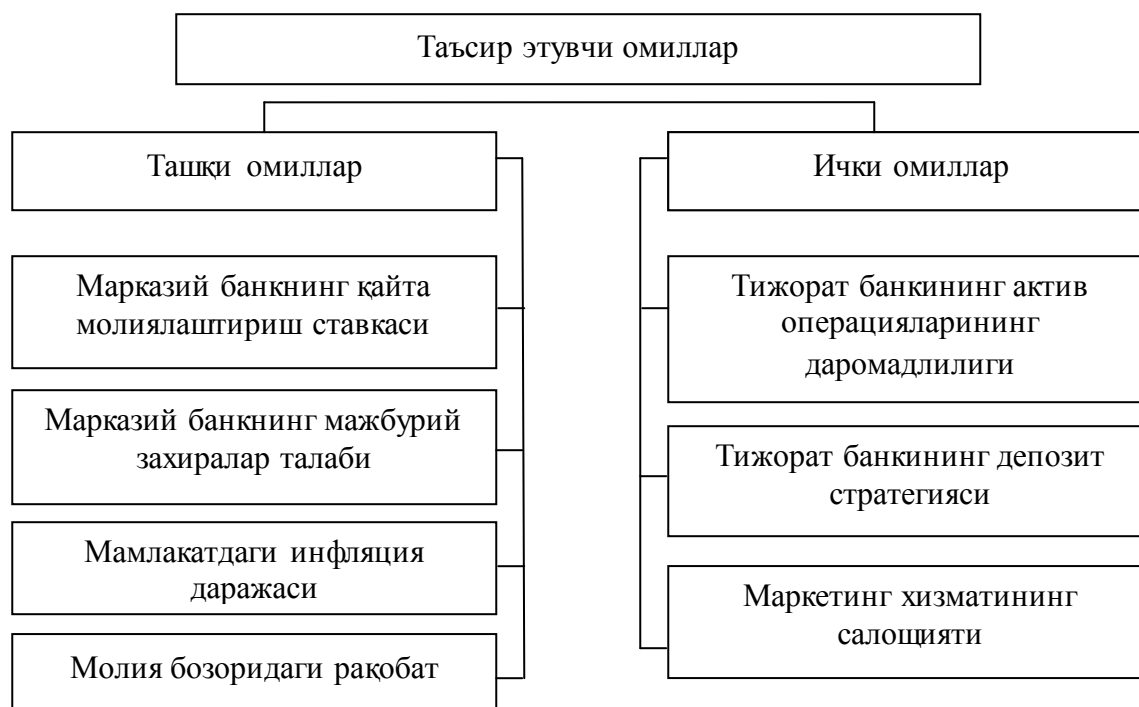 Таъсир этувчи омиллар
Ташқи омиллар
Марказий банкнинг қайта
молиялаштириш ставкаси
Марказий банкнинг мажбурий
захиралар талаби
Мамлакатдаги инфляция
даражаси
Молия бозоридаги рақобат
Ички омиллар
Тижорат банкининг актив
операцияларининг
даромадлилиги
Тижорат банкининг депозит
стратегияси
Маркетинг хизматининг
салощияти